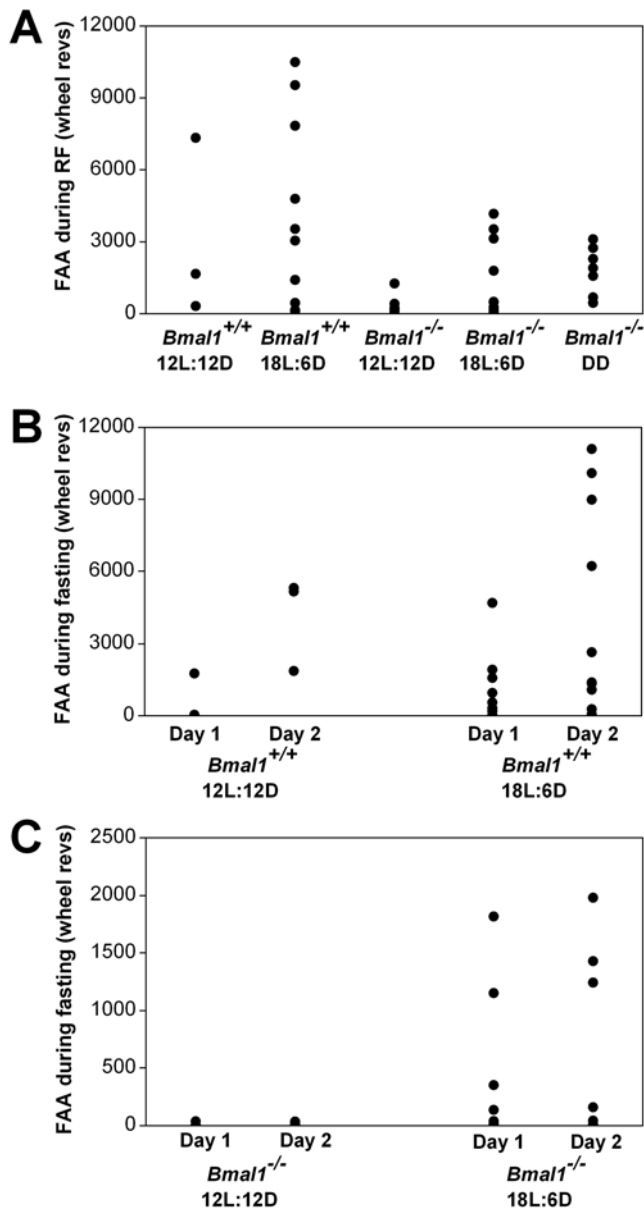 A
FAA during RF (wheel revs)
12000
9000
6000
3000
0
Bmal1+/+ Bmal1+/+ Bmal1-/- Bmal1-/- Bmal1-/-
12L:12D 18L:6D 12L:12D 18L:6D DD
B
FAA during fasting (wheel revs)
12000
9000
6000
3000
0
Day 1 Day 2 Day 1 Day 2
Bmal1+/+ Bmal1+/+
12L:12D 18L:6D
C
FAA during fasting (wheel revs)
2500
2000
1500
1000
500
0
Day 1 Day 2 Day 1 Day 2
Bmal1-/- Bmal1-/-
12L:12D 18L:6D